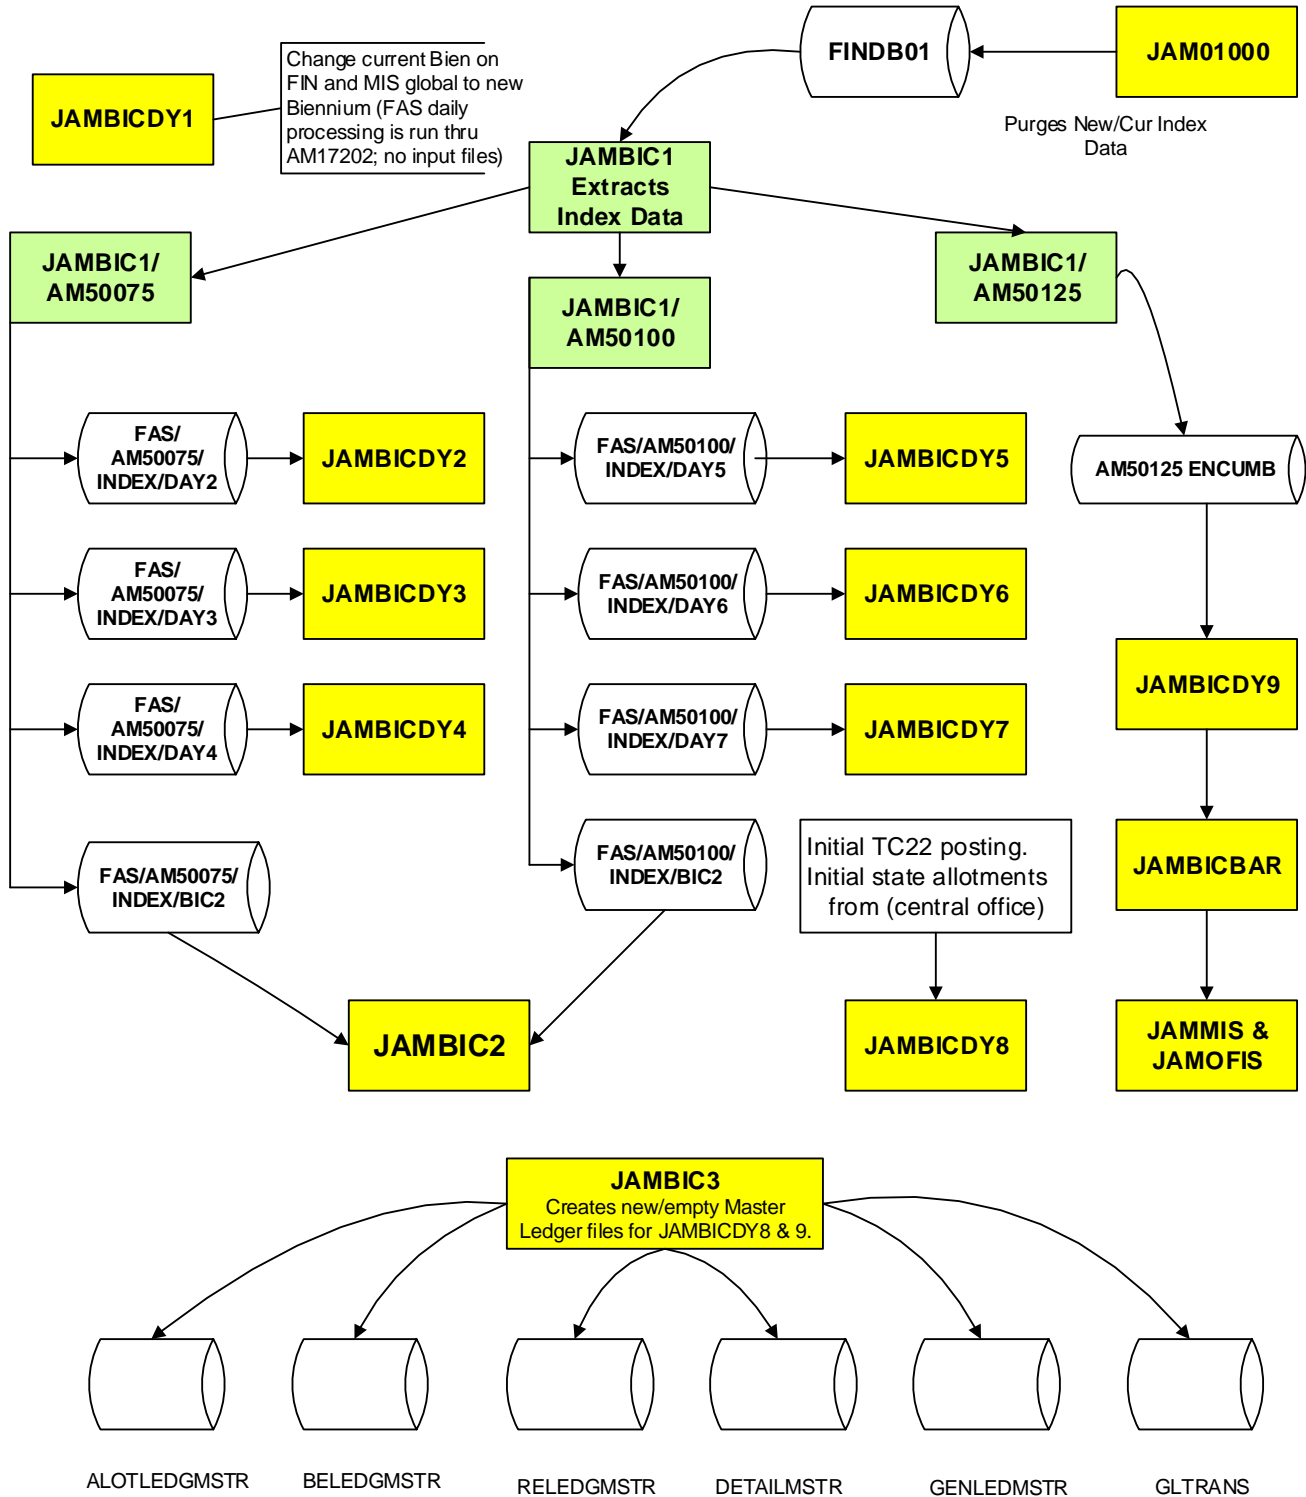 FINDB01
JAM01000
Purges New/Cur Index
Data
JAMBICDY1
Change current Bien on
FIN and MIS global to new
Biennium (FAS daily
processing is run thru
AM17202; no input files)
JAMBIC1
Extracts
Index Data
JAMBIC1/
AM50075
JAMBIC1/
AM50100
JAMBIC1/
AM50125
FAS/
AM50075/
INDEX/DAY2
JAMBICDY2
FAS/AM50100/
INDEX/DAY5
JAMBICDY5
AM50125 ENCUMB
FAS/
AM50075/
INDEX/DAY3
JAMBICDY3
FAS/AM50100/
INDEX/DAY6
JAMBICDY6
JAMBICDY9
FAS/
AM50075/
INDEX/DAY4
JAMBICDY4
FAS/AM50100/
INDEX/DAY7
JAMBICDY7
FAS/AM50075/
INDEX/BIC2
FAS/AM50100/
INDEX/BIC2
Initial TC22 posting.
Initial state allotments
from (central office)
JAMBICBAR
JAMBIC2
JAMBICDY8
JAMMIS &
JAMOFIS
JAMBIC3
Creates new/empty Master
Ledger files for JAMBICDY8 & 9.
ALOTLEDGMSTR
BELEDGMSTR
RELEDGMSTR
DETAILMSTR
GENLEDMSTR
GLTRANS